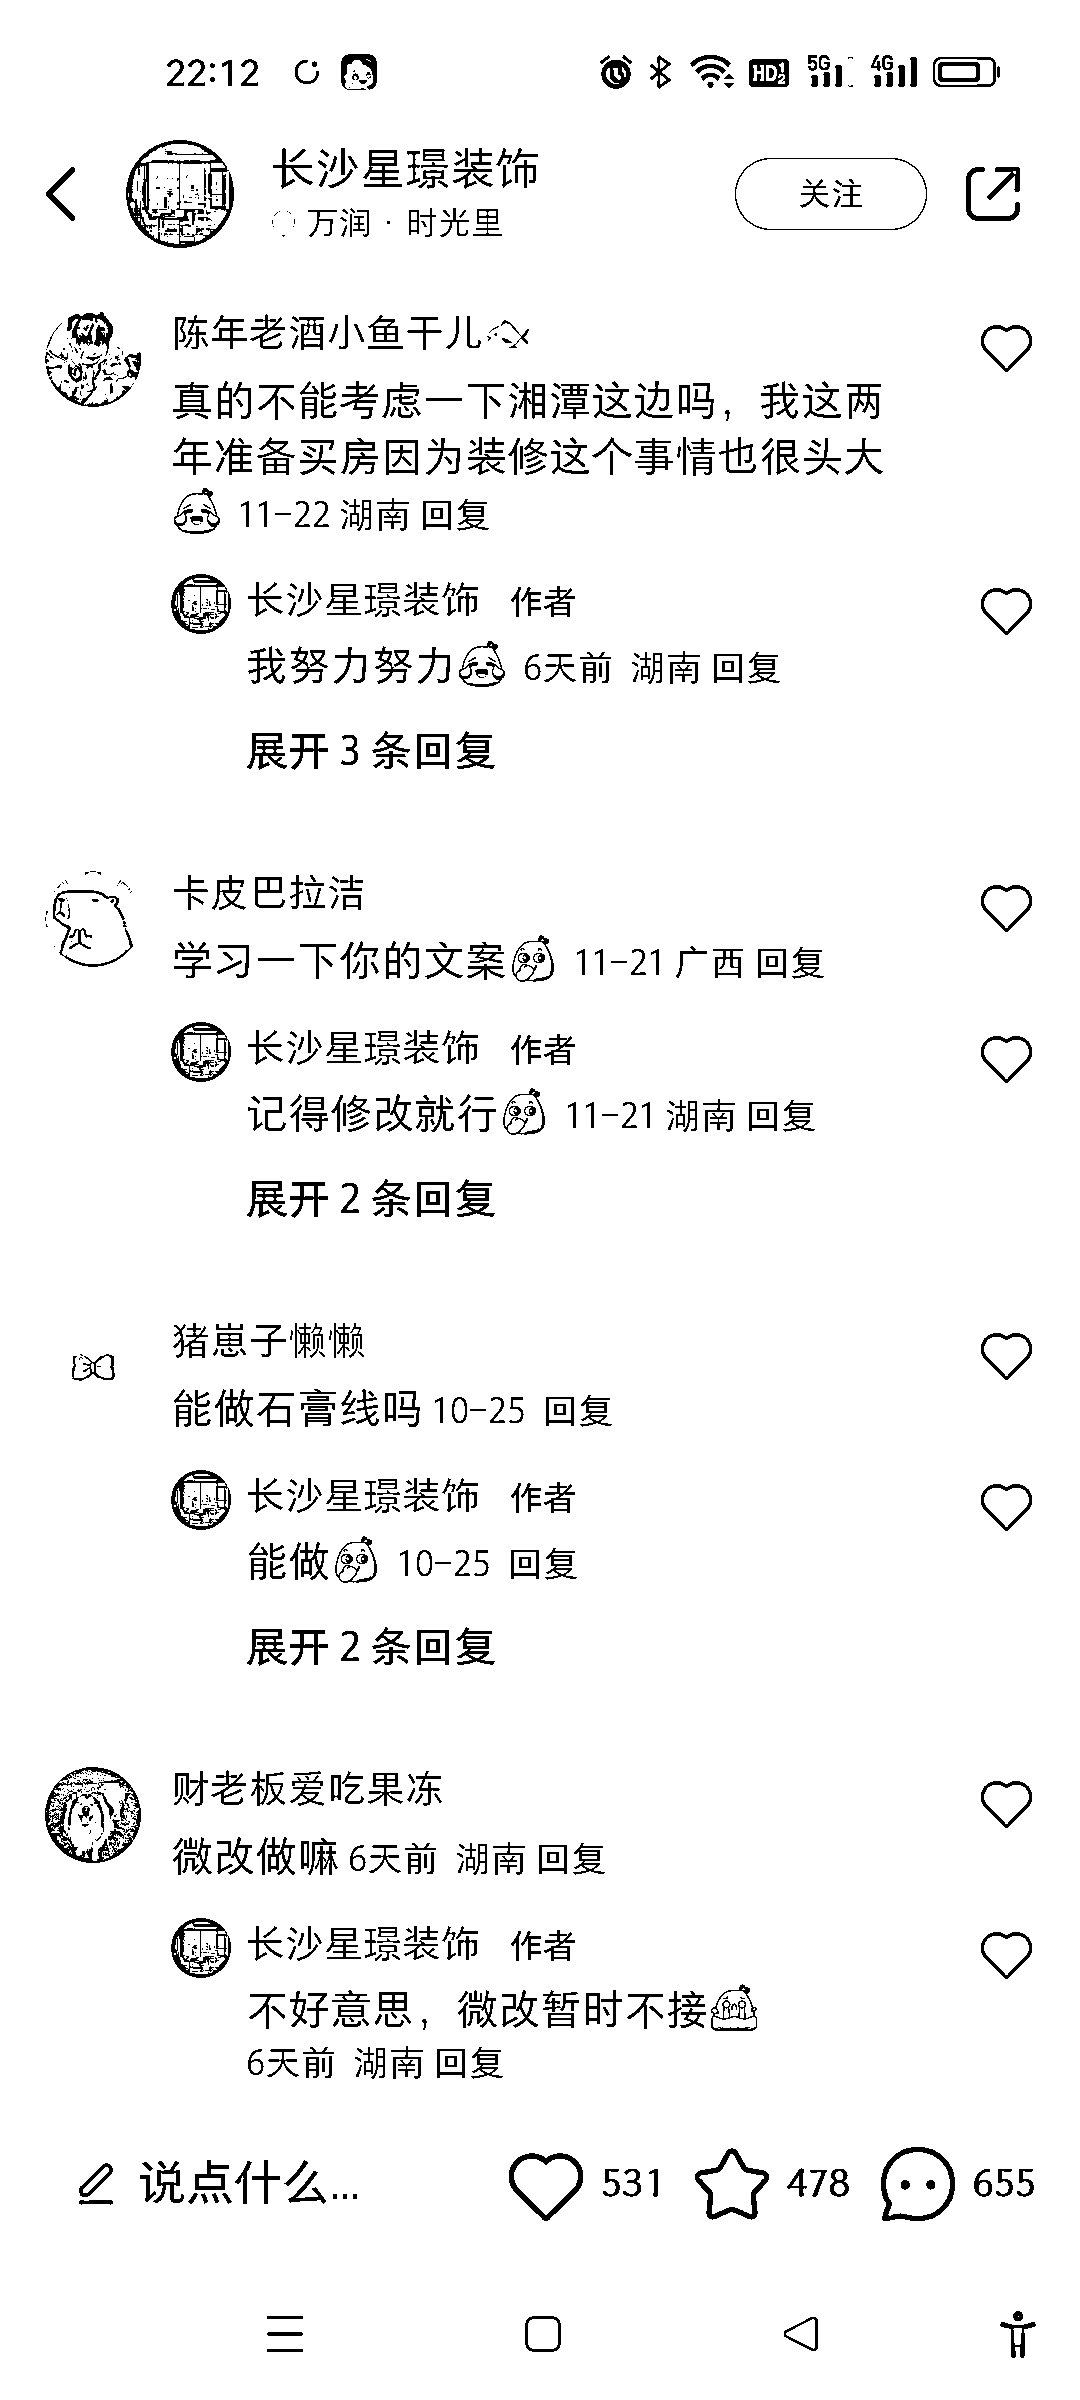 22:12
HD 1 2 5G 4G
长沙星璟装饰
万润 · 时光里
关注
陈年老酒小鱼干儿
真的不能考虑一下湘潭这边吗，我这两
年准备买房因为装修这个事情也很头大
11-22 湖南 回复
长沙星璟装饰 作者
我努力努力 6天前 湖南 回复
展开 3 条回复
卡皮巴拉洁
学习一下你的文案 11-21 广西 回复
长沙星璟装饰 作者
记得修改就行 11-21 湖南 回复
展开 2 条回复
猪崽子懒懒
能做石膏线吗 10-25 回复
长沙星璟装饰 作者
能做 10-25 回复
展开 2 条回复
财老板爱吃果冻
微改做嘛 6天前 湖南 回复
长沙星璟装饰 作者
不好意思，微改暂时不接
6天前 湖南 回复
说点什么... 531 478 655